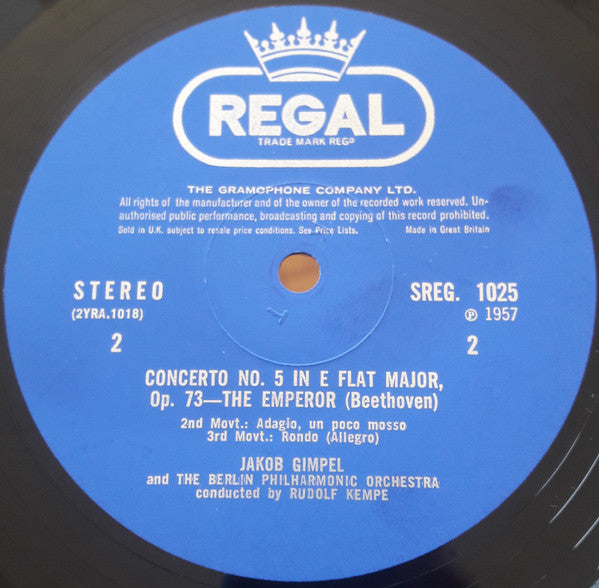 REGAL
TRADE MARK REGD
THE GRAMOPHONE COMPANY LTD.
All rights of the manufacturer and of the owner of the recorded work reserved. Un-
authorised public performance, broadcasting and copying of this record prohibited.
Sold in U.K. subject to resale price conditions. See Price Lists. Made in Great Britain
STEREO SREG. 1025
(2YRA.1018) ℗ 1957
2 2
CONCERTO NO. 5 IN E FLAT MAJOR,
Op. 73—THE EMPEROR (Beethoven)
2nd Movt.: Adagio, un poco mosso
3rd Movt.: Rondo (Allegro)
JAKOB GIMPEL
and THE BERLIN PHILHARMONIC ORCHESTRA
conducted by RUDOLF KEMPE